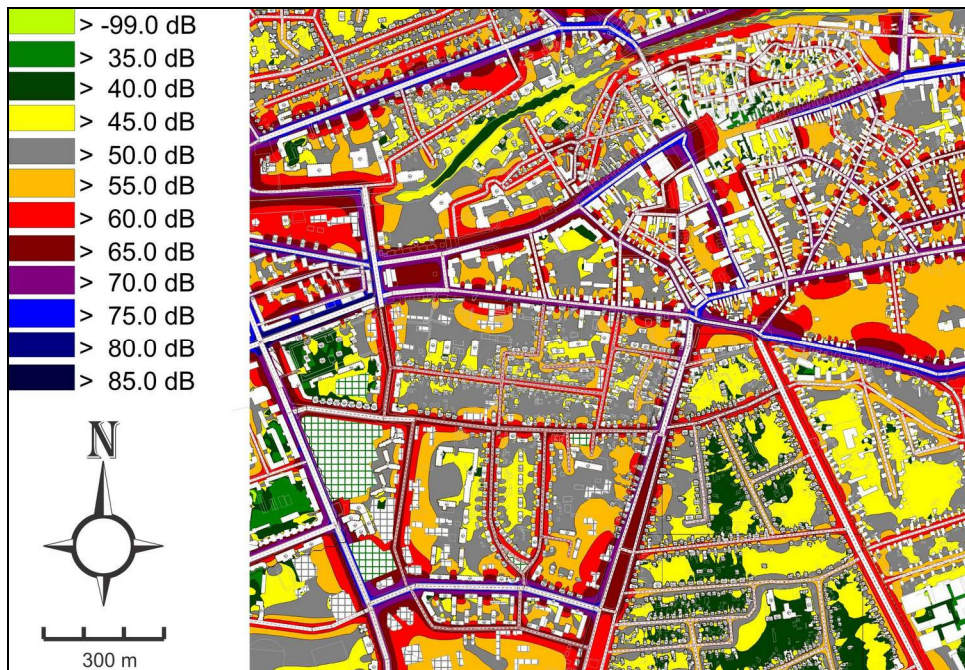 > -99.0 dB
> 35.0 dB
> 40.0 dB
> 45.0 dB
> 50.0 dB
> 55.0 dB
> 60.0 dB
> 65.0 dB
> 70.0 dB
> 75.0 dB
> 80.0 dB
> 85.0 dB
N
300 m